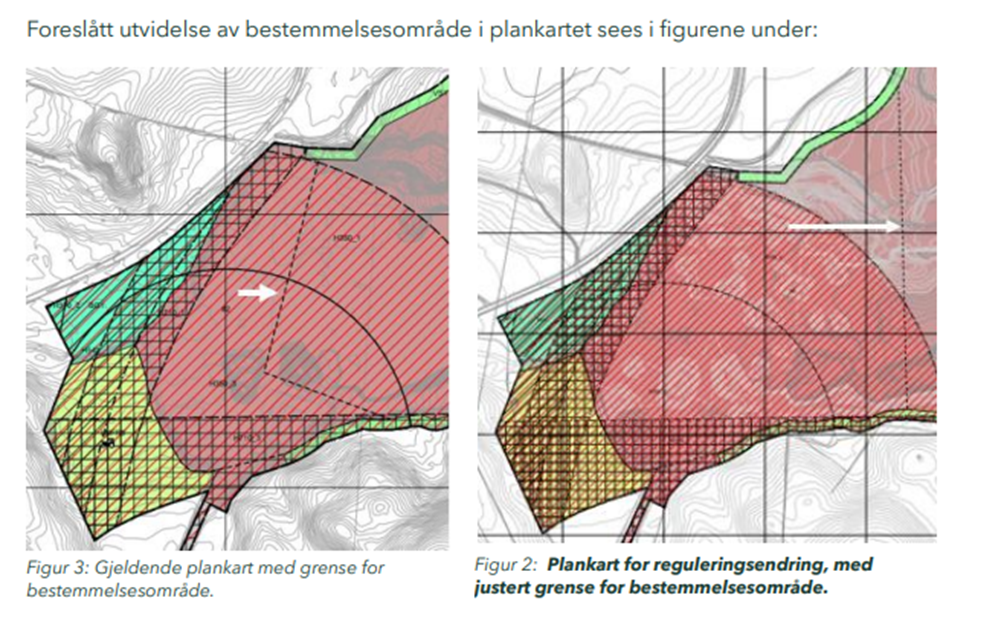 Foreslått utvidelse av bestemmelsesområde i plankartet sees i figurene under:
Figur 3: Gjeldende plankart med grense for
bestemmelsesområde.
Figur 2: Plankart for reguleringsendring, med
justert grense for bestemmelsesområde.